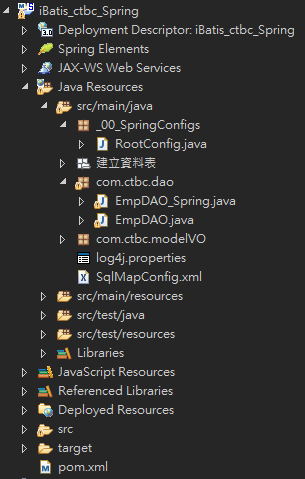 iBatis_ctbc_Spring
Deployment Descriptor: iBatis_ctbc_Spring
Spring Elements
JAX-WS Web Services
Java Resources
src/main/java
_00_SpringConfigs
RootConfig.java
建立資料表
com.ctbc.dao
EmpDAO_Spring.java
EmpDAO.java
com.ctbc.modelVO
log4j.properties
SqlMapConfig.xml
src/main/resources
src/test/java
src/test/resources
Libraries
JavaScript Resources
Referenced Libraries
Deployed Resources
src
target
pom.xml